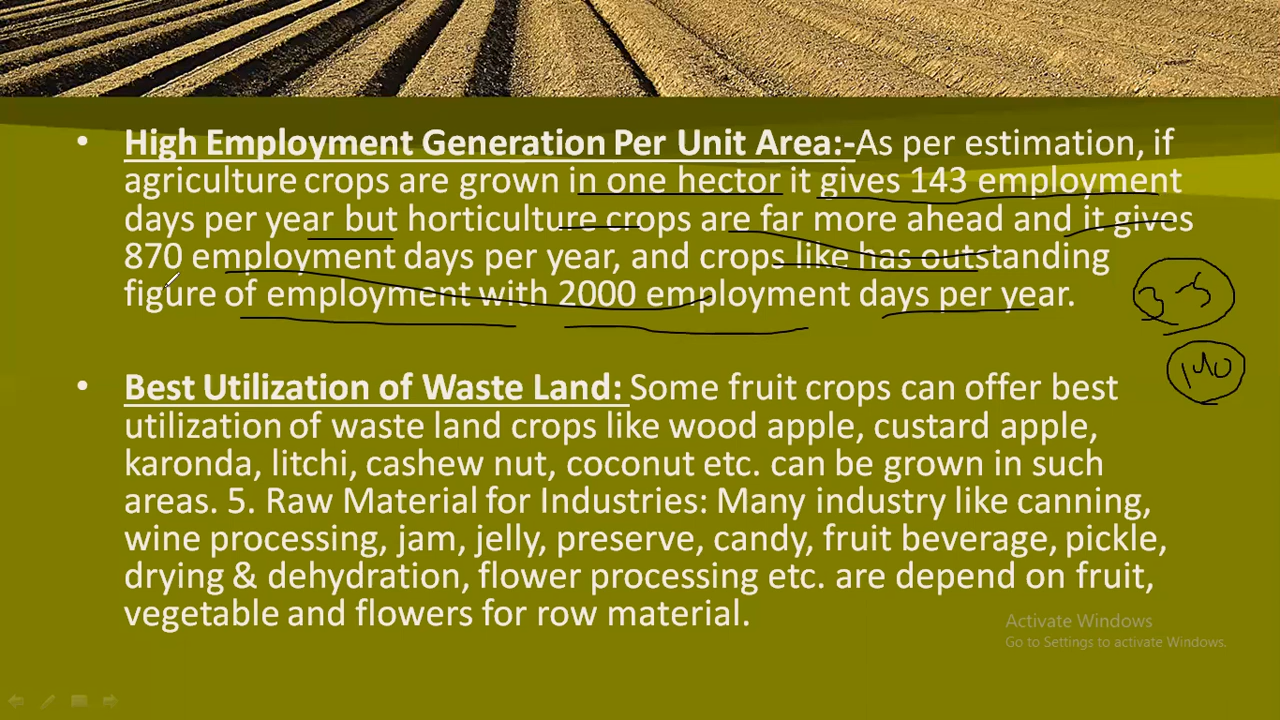 • High Employment Generation Per Unit Area:-As per estimation, if
agriculture crops are grown in one hector it gives 143 employment
days per year but horticulture crops are far more ahead and it gives
870 employment days per year, and crops like has outstanding
figure of employment with 2000 employment days per year.
• Best Utilization of Waste Land: Some fruit crops can offer best
utilization of waste land crops like wood apple, custard apple,
karonda, litchi, cashew nut, coconut etc. can be grown in such
areas. 5. Raw Material for Industries: Many industry like canning,
wine processing, jam, jelly, preserve, candy, fruit beverage, pickle,
drying & dehydration, flower processing etc. are depend on fruit,
vegetable and flowers for row material.
Activate Windows
Go to Settings to activate Windows.